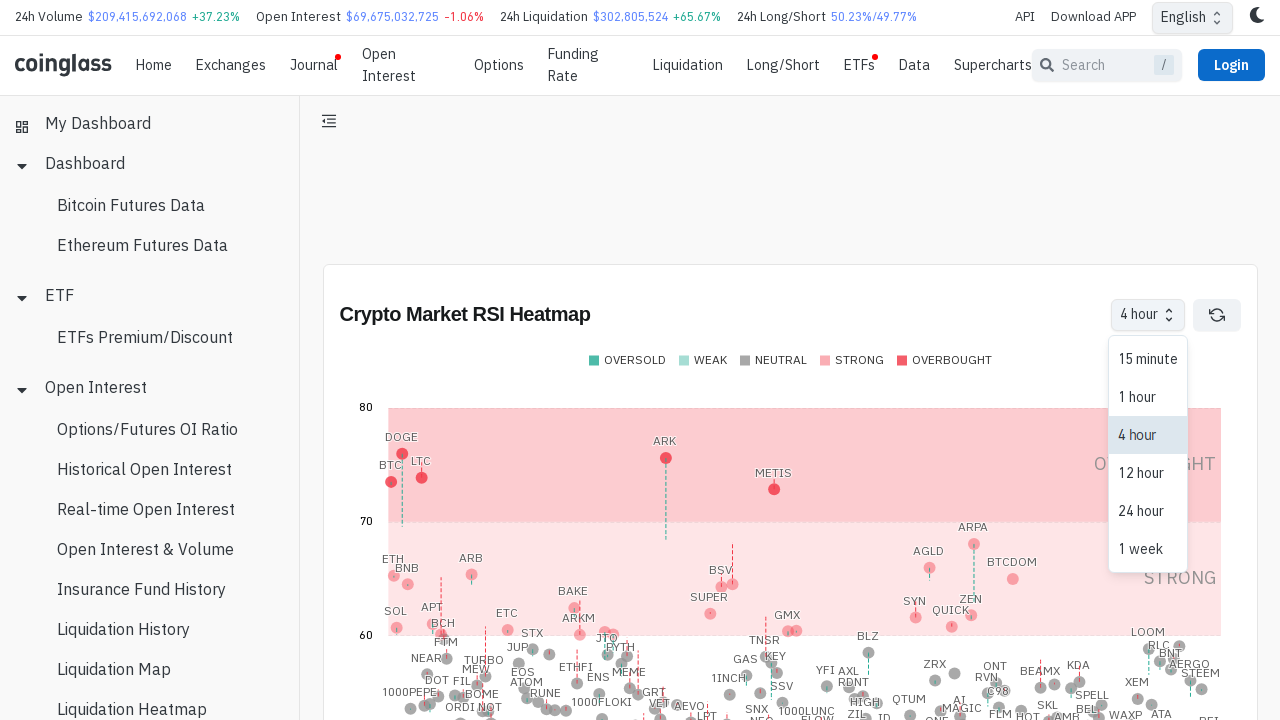 24h Volume $209,415,692,068 +37.23% Open Interest $69,675,032,725 -1.06% 24h Liquidation $302,805,524 +65.67% 24h Long/Short 50.23%/49.77% API Download APP English
coinglass Home Exchanges Journal Open Interest Options Funding Rate Liquidation Long/Short ETFs Data Supercharts Search / Login
My Dashboard
Dashboard
Bitcoin Futures Data
Ethereum Futures Data
ETF
ETFs Premium/Discount
Open Interest
Options/Futures OI Ratio
Historical Open Interest
Real-time Open Interest
Open Interest & Volume
Insurance Fund History
Liquidation History
Liquidation Map
Liquidation Heatmap
Crypto Market RSI Heatmap 4 hour
15 minute
1 hour
4 hour
12 hour
24 hour
1 week
OVERSOLD WEAK NEUTRAL STRONG OVERBOUGHT
80
DOGE ARK
BTC LTC
METIS
70
ARPA
AGLD
ETH ARB BNB BSV ARPA BTCDOM
STRONG
BAKE
SUPER ZEN
SOL APT ETC ARKM GMX SYN QUICK
60
BCH STX JTO BLZ LOOM
FTM JUP PYTH TNSR RLC
NEAR TURBO GAS KEY BNT
MEW EOS ETHFI MEME YFI AXL ZRX ONT BEAMX KDA AERGO
DOT FIL ATOM ENS 1INCH SSV RDNT RVN XEM STEEM
1000PEPE BOME RUNE GRT C98 SPELL
ORDI NOT 1000FLOKI VET AEVO SNX 1000LUNC HIGH QTUM AI MAGIC SKL BEL
LPT ZIL FLM HOT AMB WAXP ATA